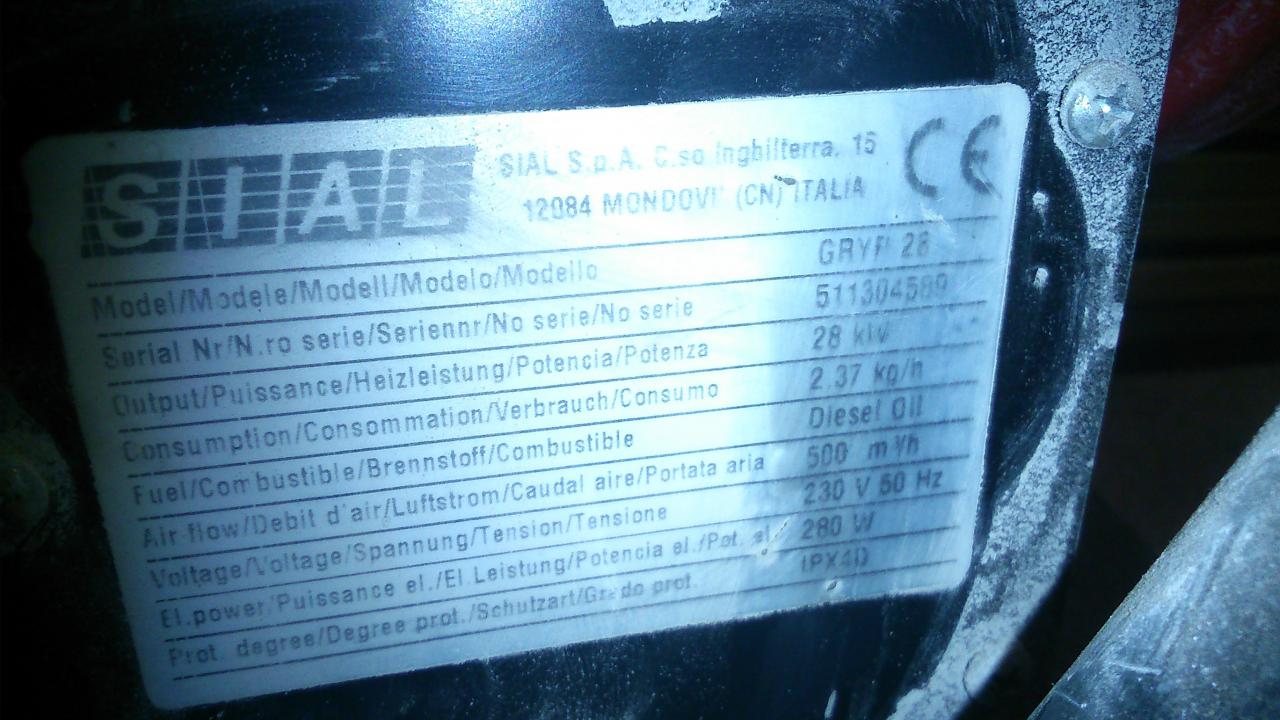 SIAL
SIAL S.p.A. C.so Inghilterra, 15
12084 MONDOVI' (CN) ITALIA
CE
Model/Modele/Modell/Modelo/Modello GRYP 28
Serial Nr/N.ro serie/Seriennr/No serie/No serie 511304589
Output/Puissance/Heizleistung/Potencia/Potenza 28 kW
Consumption/Consommation/Verbrauch/Consumo 2.37 kg/h
Fuel/Combustible/Brennstoff/Combustible Diesel Oil
Air flow/Debit d'air/Luftstrom/Caudal aire/Portata aria 500 m³/h
Voltage/Voltage/Spannung/Tension/Tensione 230 V 50 Hz
El.power/Puissance el./El.Leistung/Potencia el./Pot. el. 280 W
Prot. degree/Degree prot./Schutzart/Grado prot. IPX4D